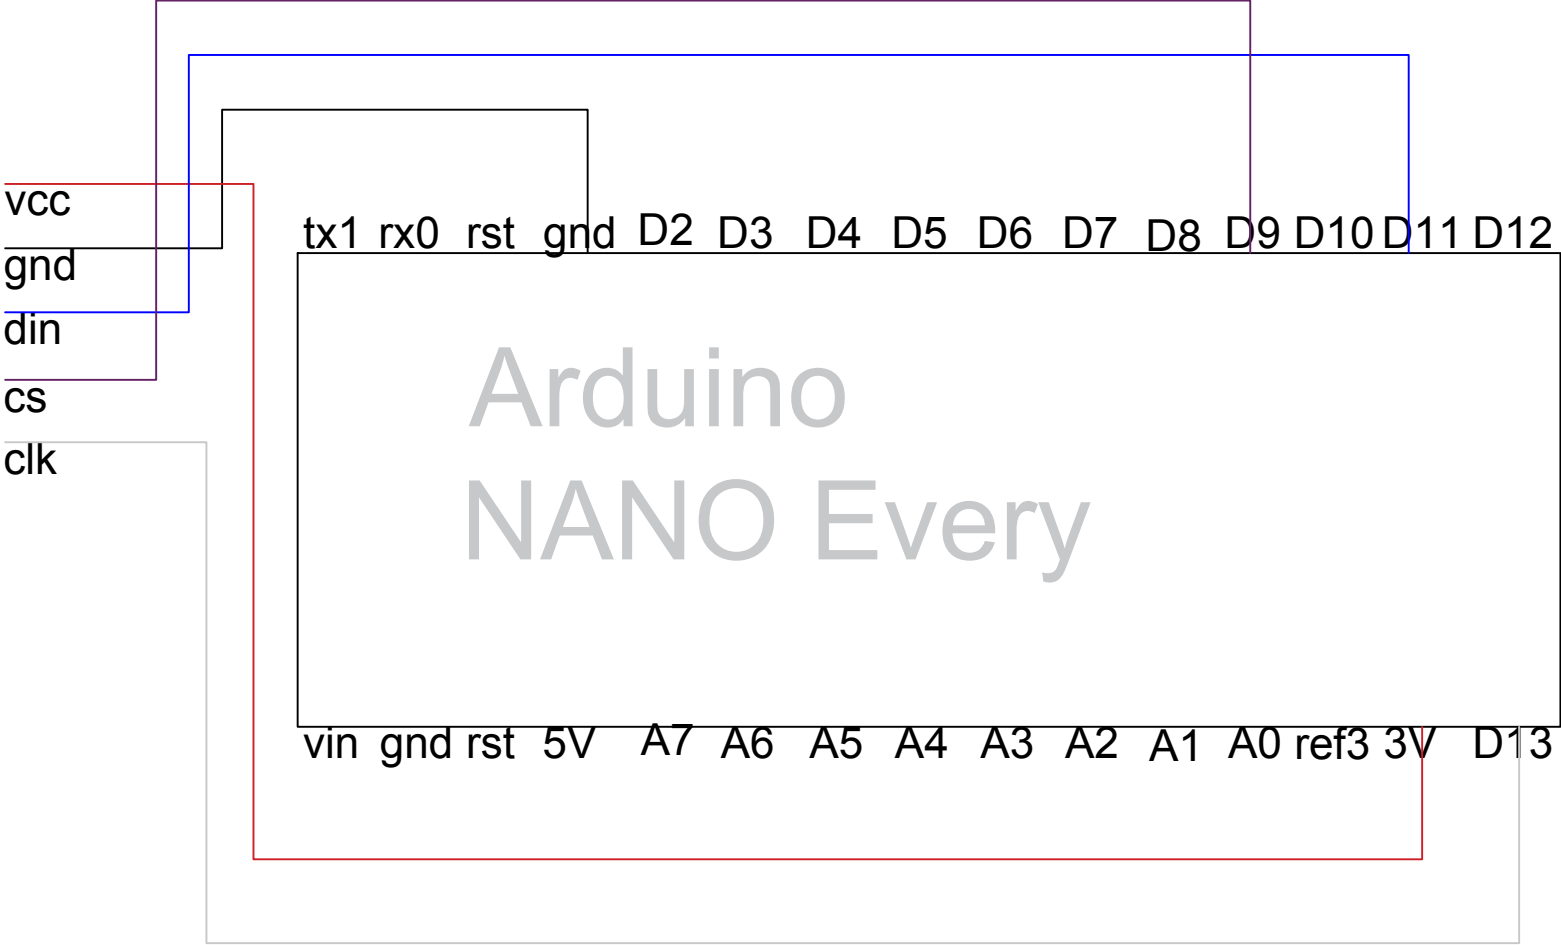 vcc
gnd
din
cs
clk
tx1 rx0 rst gnd D2 D3 D4 D5 D6 D7 D8 D9 D10 D11 D12
Arduino
NANO Every
vin gnd rst 5V A7 A6 A5 A4 A3 A2 A1 A0 ref3 3V D13